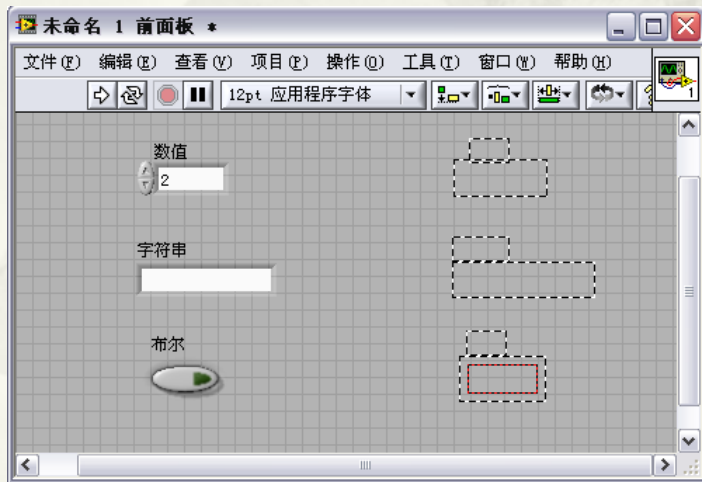 未命名 1 前面板 *
文件(F) 编辑(E) 查看(V) 项目(P) 操作(O) 工具(T) 窗口(W) 帮助(H)
12pt 应用程序字体
1
数值
2
字符串
布尔